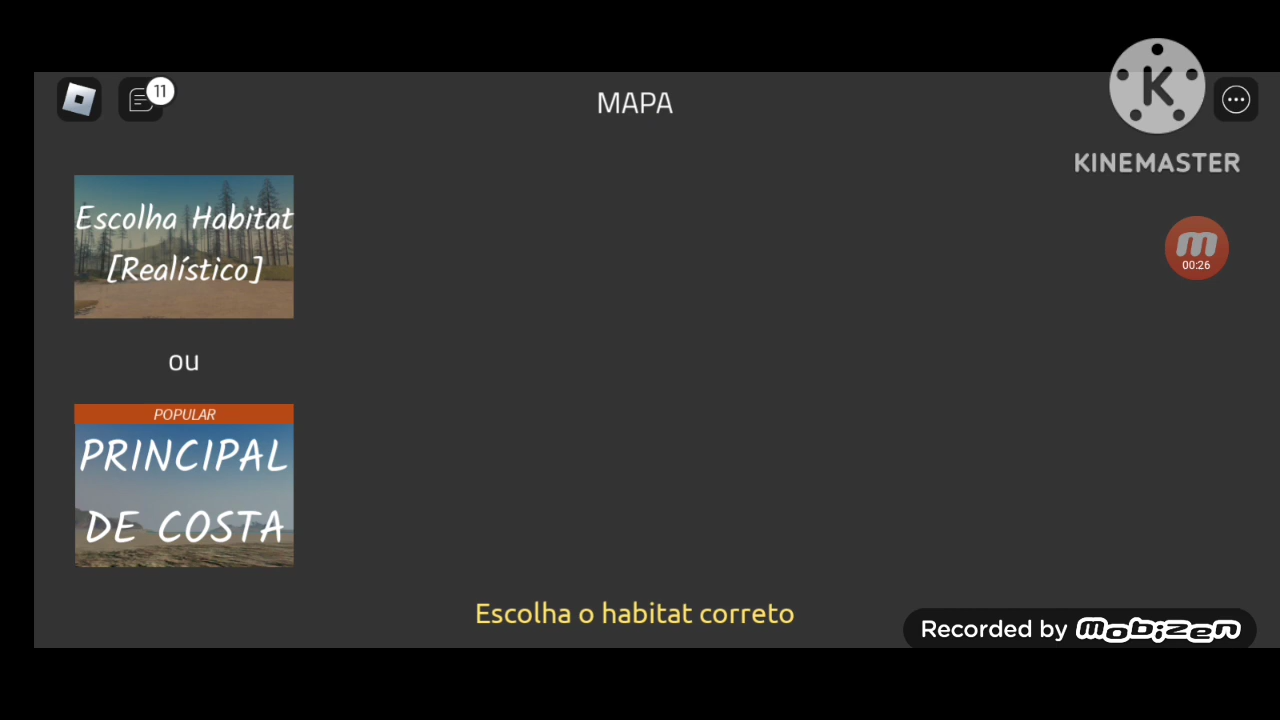 11
MAPA
K
KINEMASTER
Escolha Habitat
[Realístico]
m
00:26
ou
POPULAR
PRINCIPAL
DE COSTA
Escolha o habitat correto
Recorded by mobizen